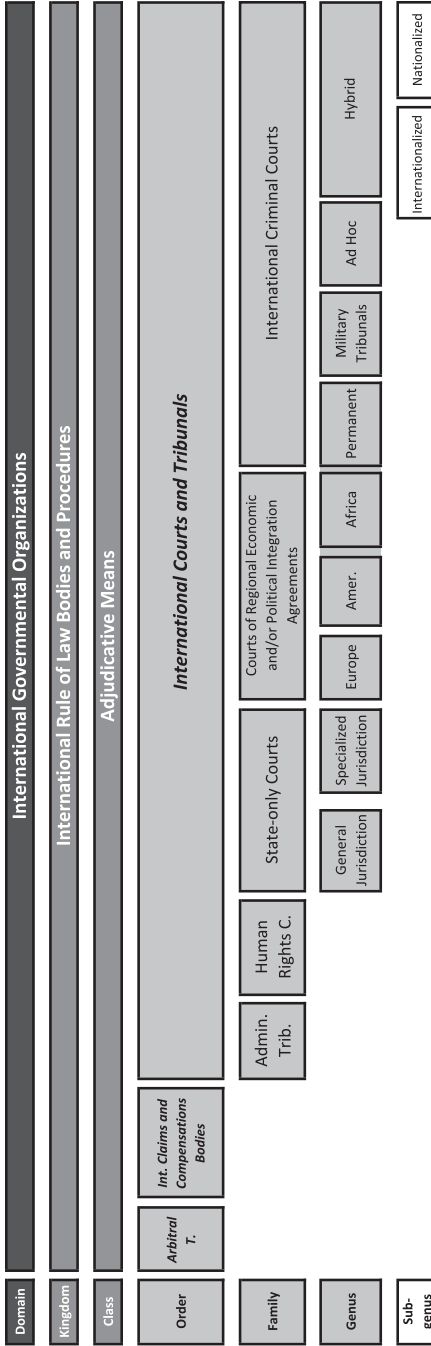 Domain
International Governmental Organizations
Kingdom
International Rule of Law Bodies and Procedures
Class
Adjudicative Means
Order
Arbitral
T.
Int. Claims and
Compensations
Bodies
International Courts and Tribunals
Family
Admin.
Trib.
Human
Rights C.
State-only Courts
Courts of Regional Economic
and/or Political Integration
Agreements
International Criminal Courts
Genus
General
Jurisdiction
Specialized
Jurisdiction
Europe
Amer.
Africa
Permanent
Military
Tribunals
Ad Hoc
Hybrid
Sub-
genus
Internationalized
Nationalized